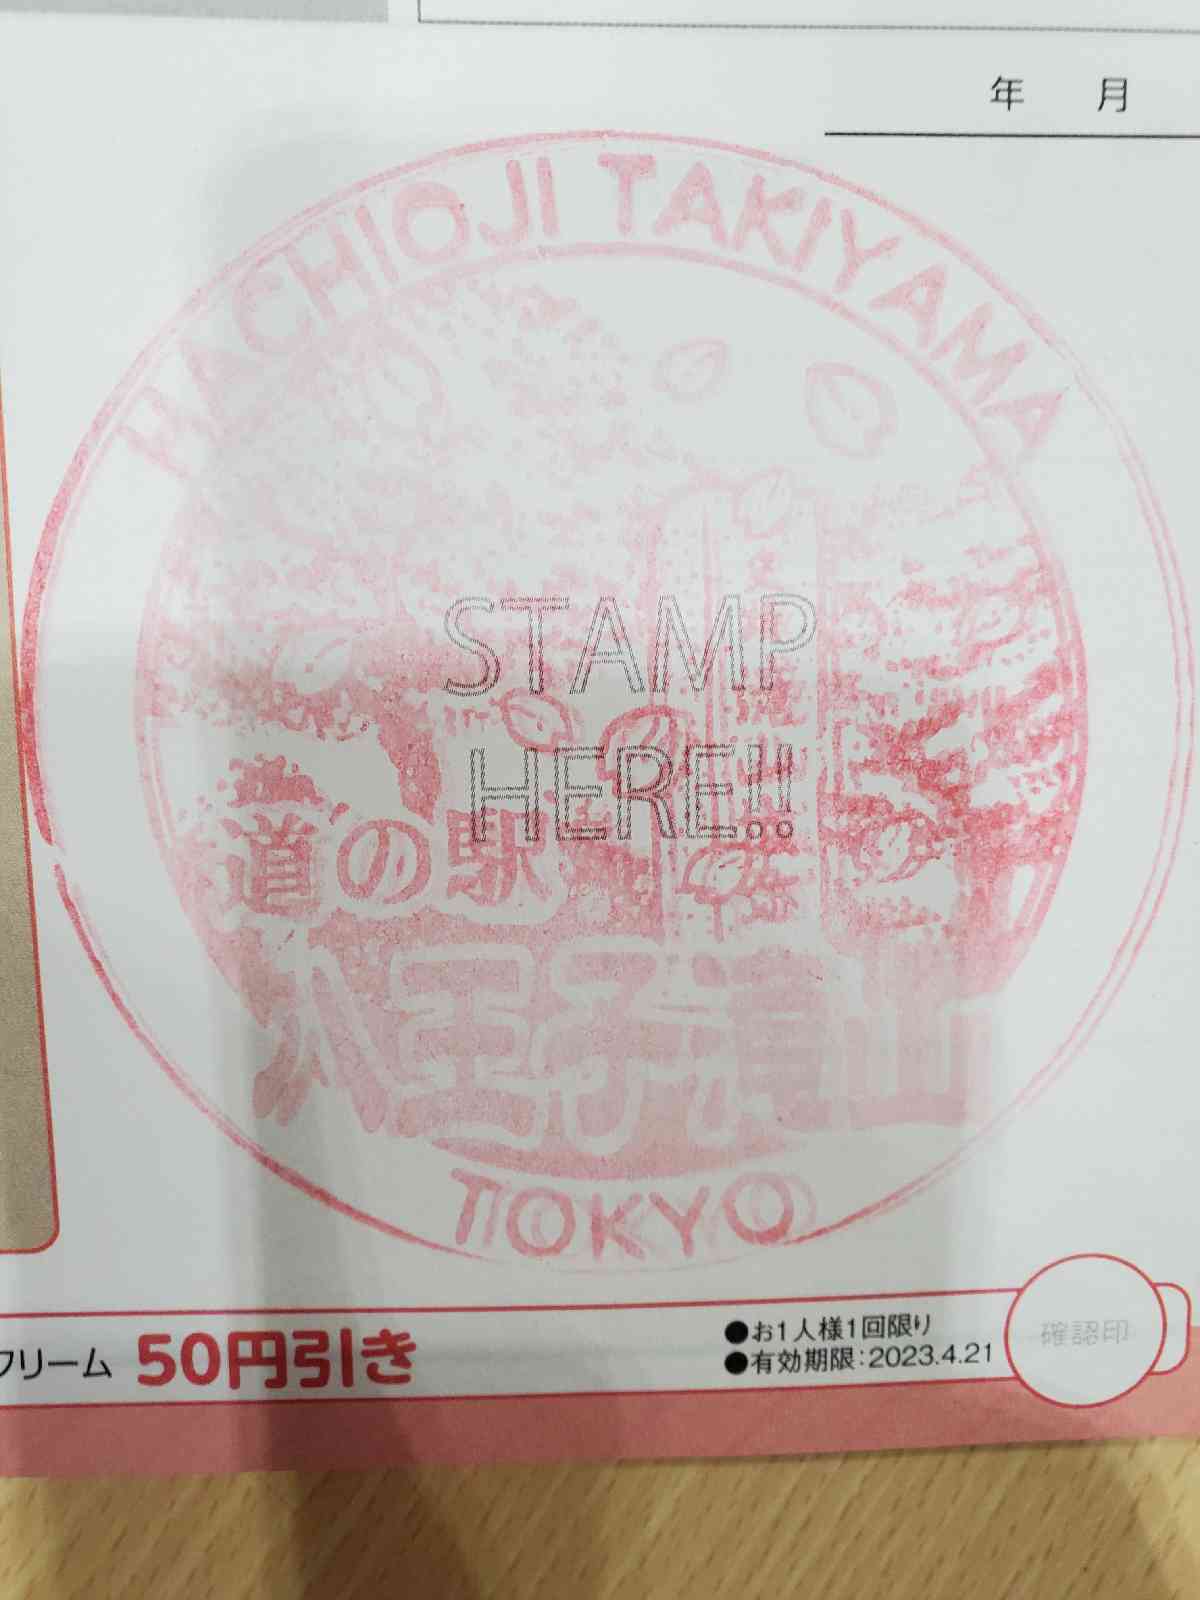 年 月
HACHIOJI TAKIYAMA
STAMP
HERE!!
道の駅
八王子滝山
TOKYO
フリーム 50円引き
●お1人様1回限り
●有効期限:2023.4.21
確認印